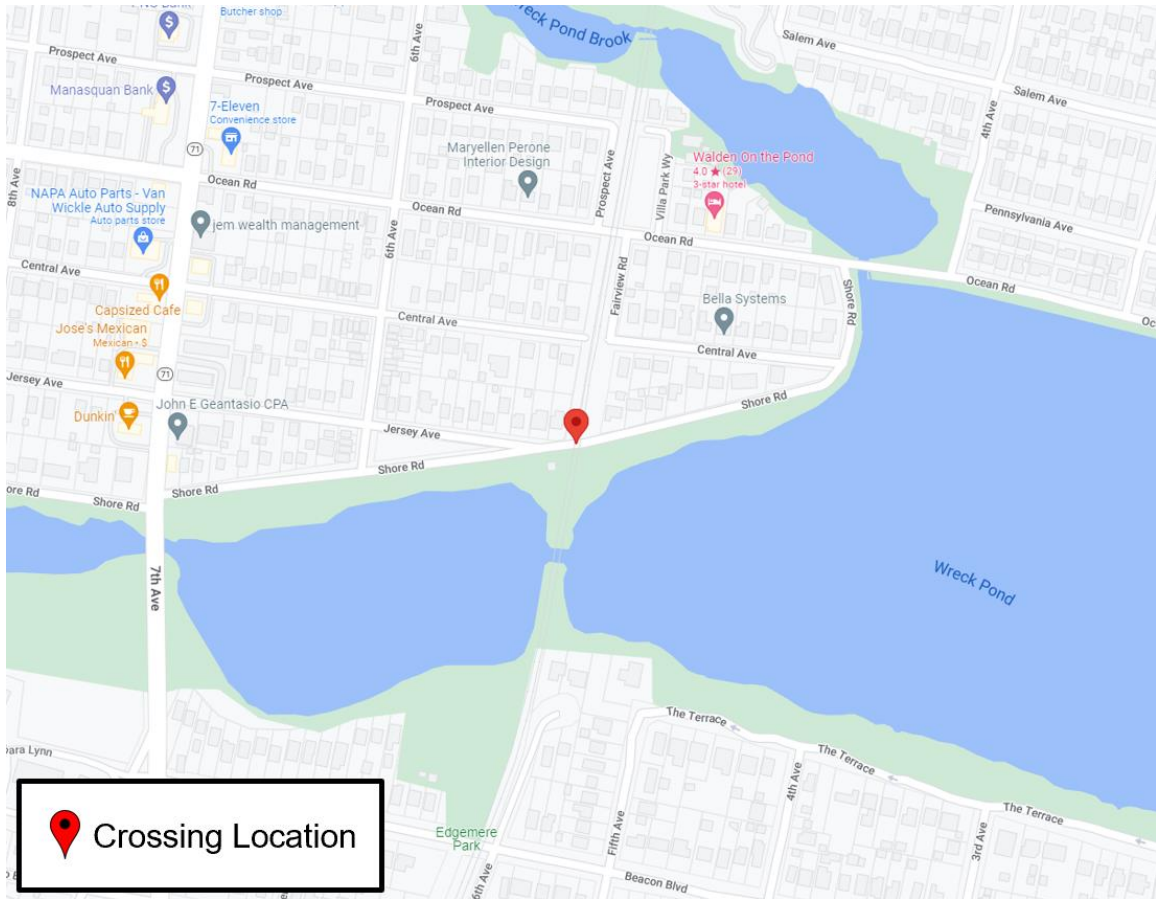 Butcher shop
Wreck Pond Brook
Salem Ave
Prospect Ave
6th Ave
Manasquan Bank
Prospect Ave
Salem Ave
Prospect Ave
4th Ave
7-Eleven
Convenience store
71
Maryellen Perone
Interior Design
Walden On the Pond
4.0 ★ (29)
3-star hotel
8th Ave
Ocean Rd
Prospect Ave
Villa Park Wy
NAPA Auto Parts - Van
Wickle Auto Supply
Auto parts store
Ocean Rd
Pennsylvania Ave
jem wealth management
6th Ave
Ocean Rd
Central Ave
Fairview Rd
Ocean Rd
Shore Rd
Capsized Cafe
Bella Systems
Central Ave
Jose's Mexican
Mexican • $
Central Ave
71
Jersey Ave
John E Geantasio CPA
Shore Rd
Dunkin'
Jersey Ave
Shore Rd
Shore Rd
Shore Rd
7th Ave
Wreck Pond
The Terrace
The Terrace
4th Ave
The Terrace
Crossing Location
Edgemere
Park
Fifth Ave
3rd Ave
6th Ave
Beacon Blvd